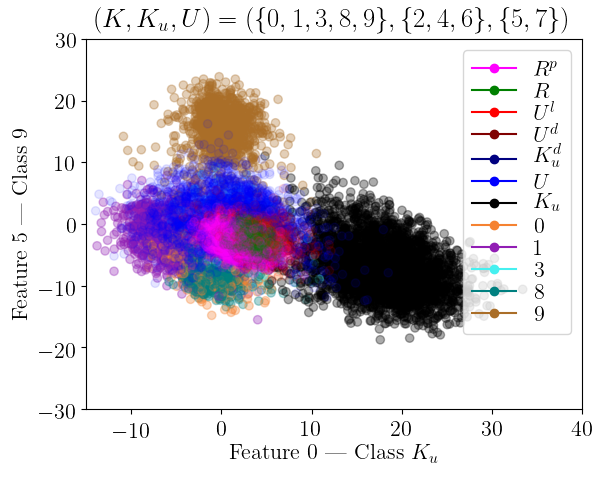 (K, K_u, U) = ({0, 1, 3, 8, 9}, {2, 4, 6}, {5, 7})
30
20
10
0
−10
−20
−30
Feature 5 — Class 9
R^p
R
U^l
U^d
K_u^d
U
K_u
0
1
3
8
9
−10
0
10
20
30
40
Feature 0 — Class K_u